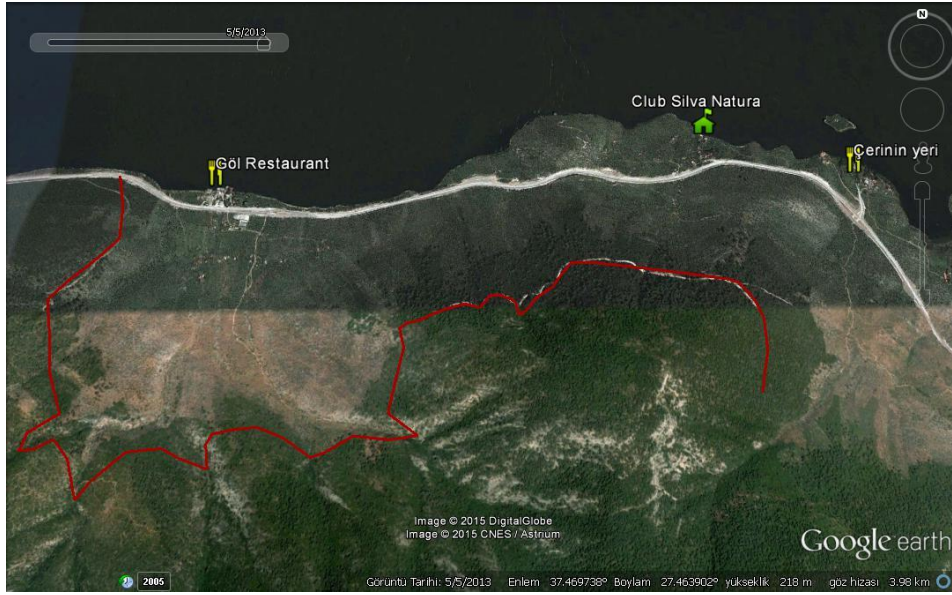 5/5/2013
N
Club Silva Natura
Çerinin yeri
Göl Restaurant
Image © 2015 DigitalGlobe
Image © 2015 CNES / Astrium
Google earth
2005
Görüntü Tarihi: 5/5/2013 Enlem 37.469738° Boylam 27.463902° yükseklik 218 m göz hizası 3.98 km